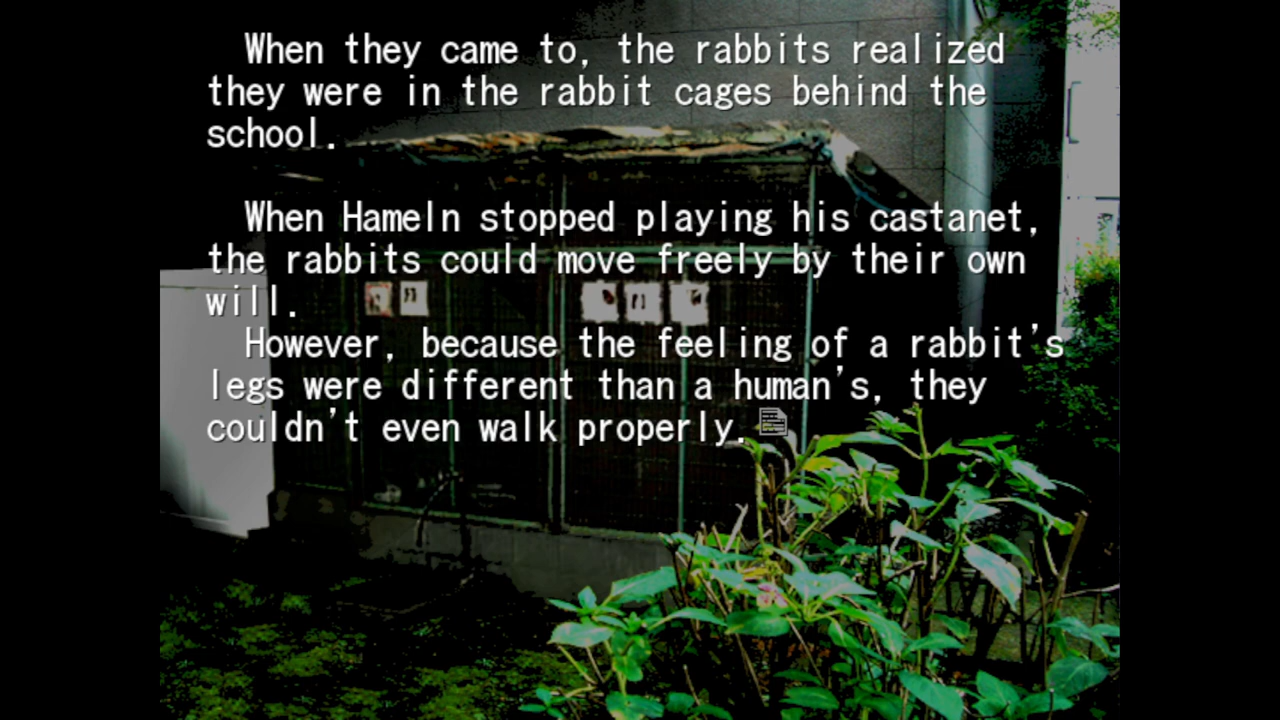 When they came to, the rabbits realized
they were in the rabbit cages behind the
school.
When Hameln stopped playing his castanet,
the rabbits could move freely by their own
will.
However, because the feeling of a rabbit's
legs were different than a human's, they
couldn't even walk properly.